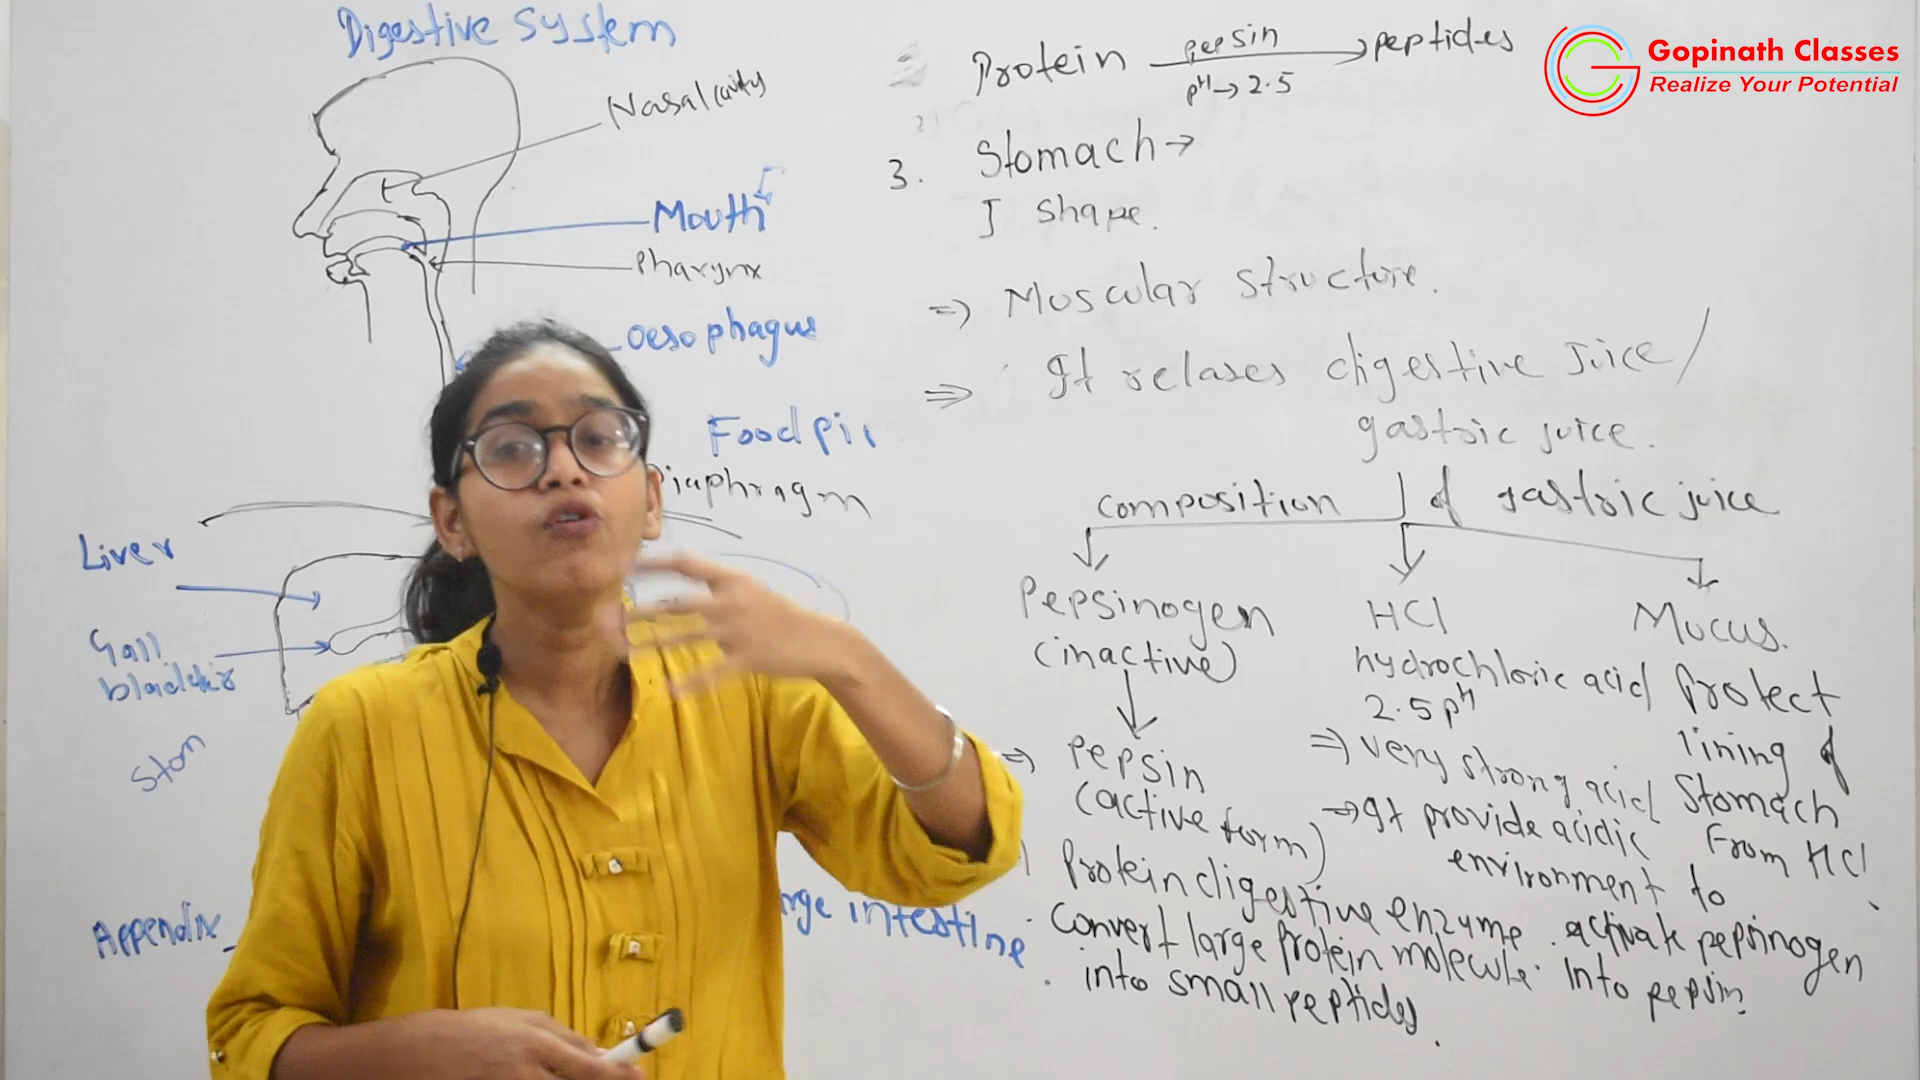 Digestive System
Nasal cavity
Mouth
Pharynx
Oesophagus
Food pi
Diaphragm
Liver
Gall
bladder
Stom
Appendix
rge intestine
Protein pepsin → peptides
pH → 2.5
3. Stomach →
J shape.
⇒ Muscular structure.
⇒ It relases digestive Juice /
gastric juice.
composition of gastric juice
Pepsinogen
(inactive)
⇒ Pepsin
(active form)
Protein digestive enzyme.
Convert large protein molecule
into small peptides.
HCl
hydrochloric acid
2.5 pH
⇒ Very strong acid
⇒ It provide acidic
environment to
activate pepsinogen
into pepsin.
Mucus.
Protect
lining of
Stomach
From HCl
Gopinath Classes
Realize Your Potential